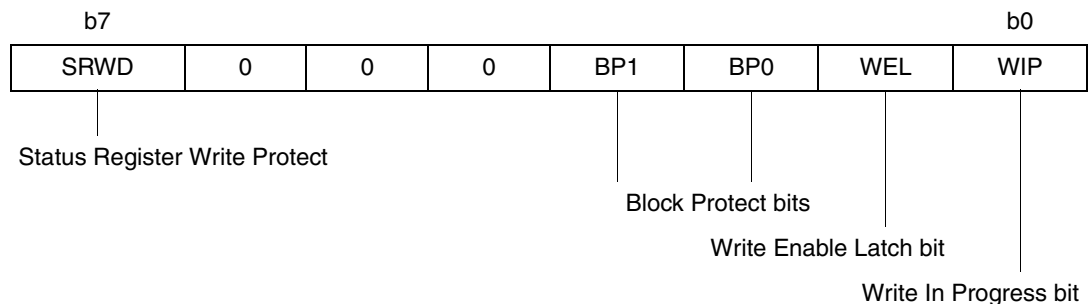 b7 b0
SRWD 0 0 0 BP1 BP0 WEL WIP
Status Register Write Protect
Block Protect bits
Write Enable Latch bit
Write In Progress bit